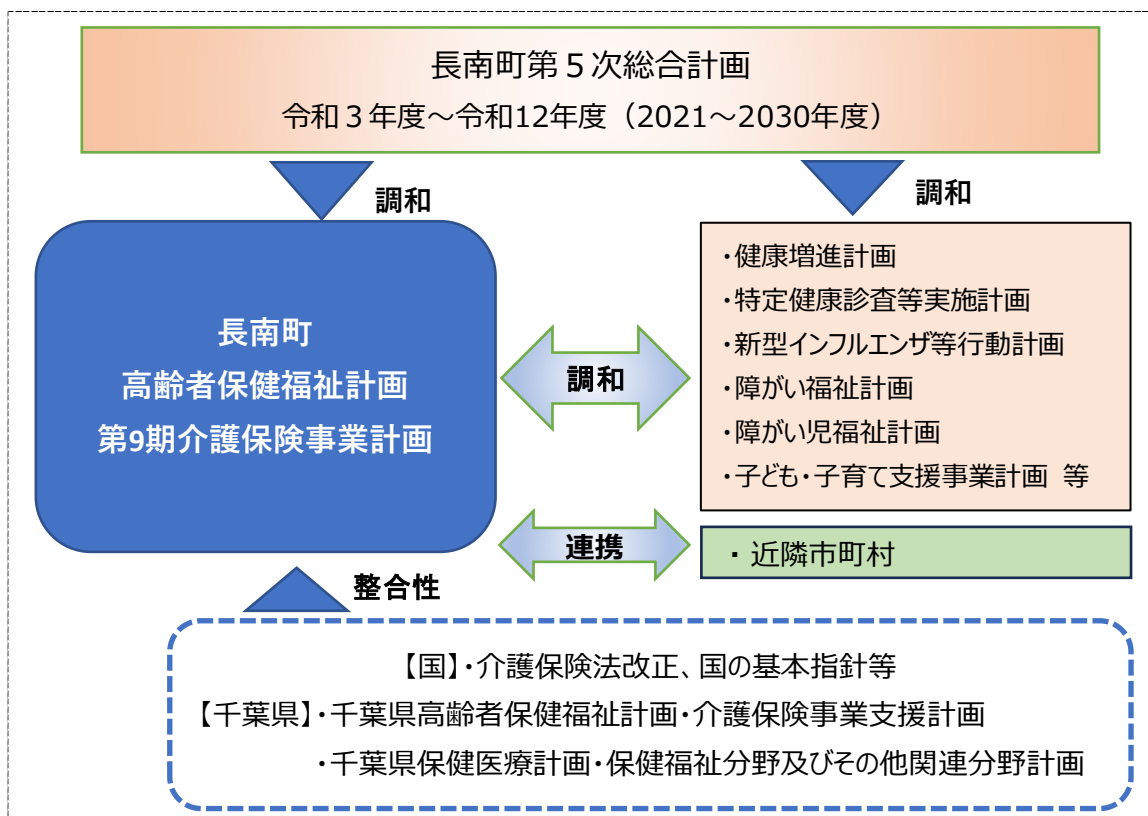 長南町第５次総合計画
令和３年度～令和12年度（2021～2030年度）
調和
調和
長南町
高齢者保健福祉計画
第9期介護保険事業計画
調和
・健康増進計画
・特定健康診査等実施計画
・新型インフルエンザ等行動計画
・障がい福祉計画
・障がい児福祉計画
・子ども・子育て支援事業計画 等
連携
・近隣市町村
整合性
【国】・介護保険法改正、国の基本指針等
【千葉県】・千葉県高齢者保健福祉計画・介護保険事業支援計画
・千葉県保健医療計画・保健福祉分野及びその他関連分野計画